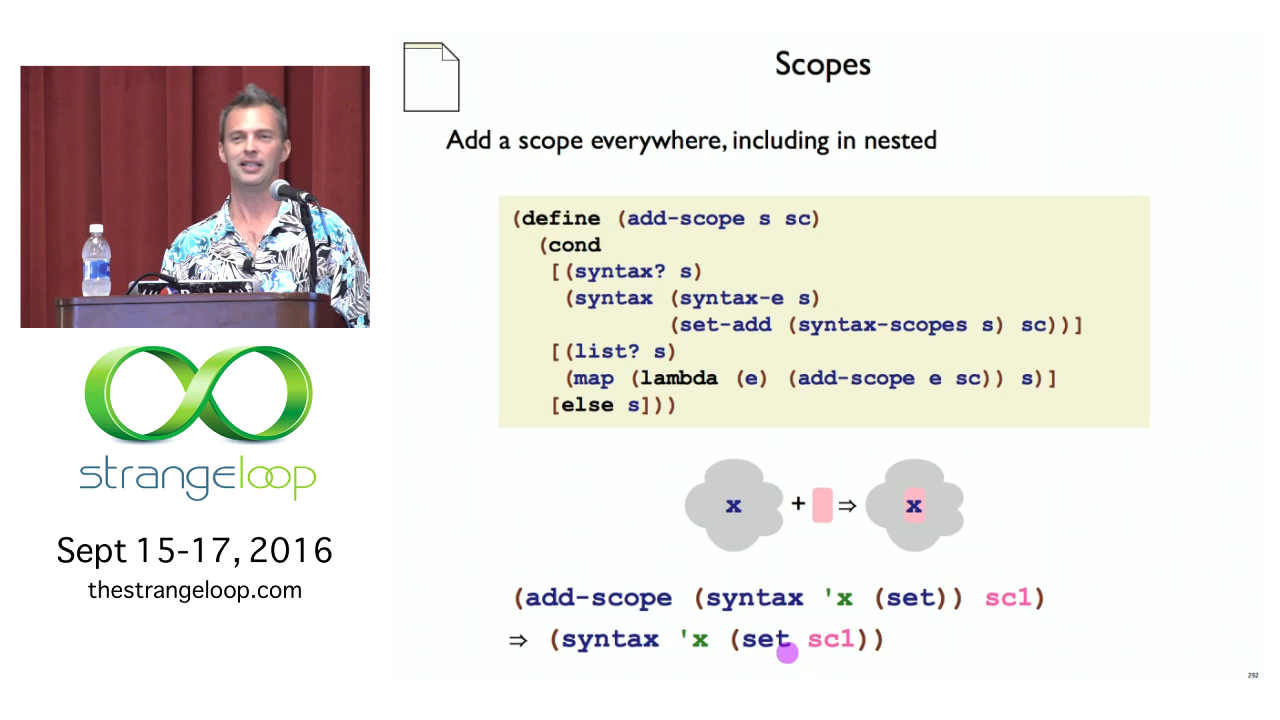 Scopes
Add a scope everywhere, including in nested
(define (add-scope s sc)
(cond
[(syntax? s)
(syntax (syntax-e s)
(set-add (syntax-scopes s) sc))]
[(list? s)
(map (lambda (e) (add-scope e sc)) s)]
[else s]))
x + ⇒ x
(add-scope (syntax 'x (set)) sc1)
⇒ (syntax 'x (set sc1))
292
strangeloop
Sept 15-17, 2016
thestrangeloop.com